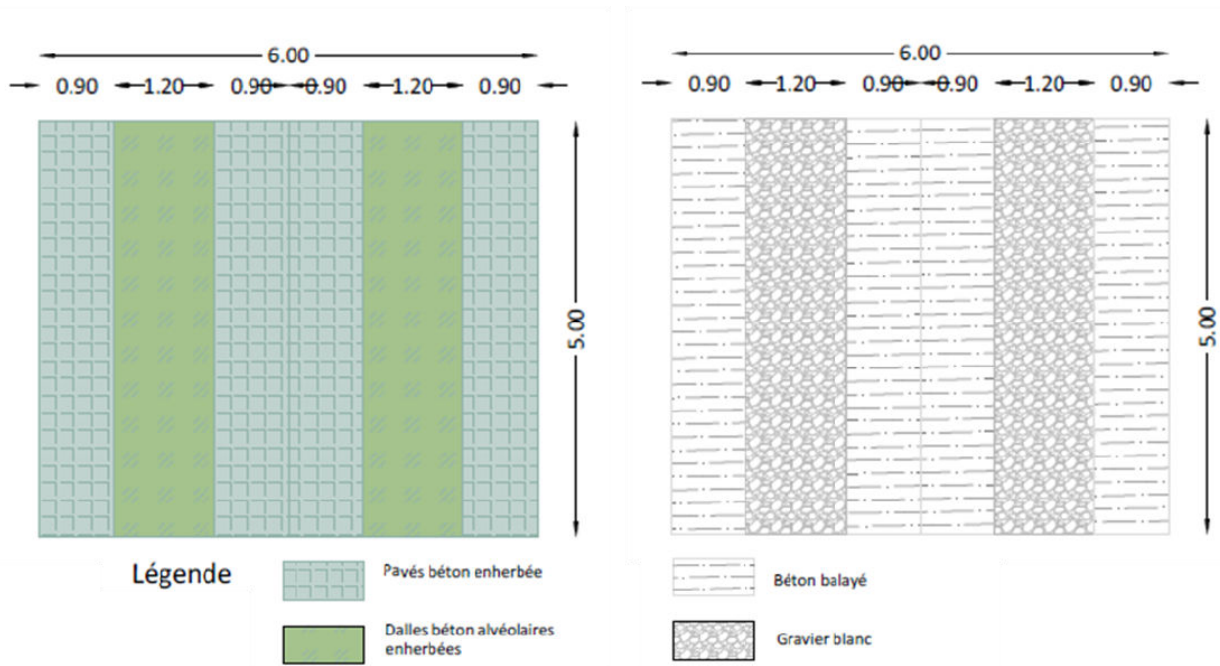 6.00
0.90 1.20 0.90 0.90 1.20 0.90
5.00
Légende
Pavés béton enherbée
Dalles béton alvéolaires
enherbées
6.00
0.90 1.20 0.90 0.90 1.20 0.90
5.00
Béton balayé
Gravier blanc